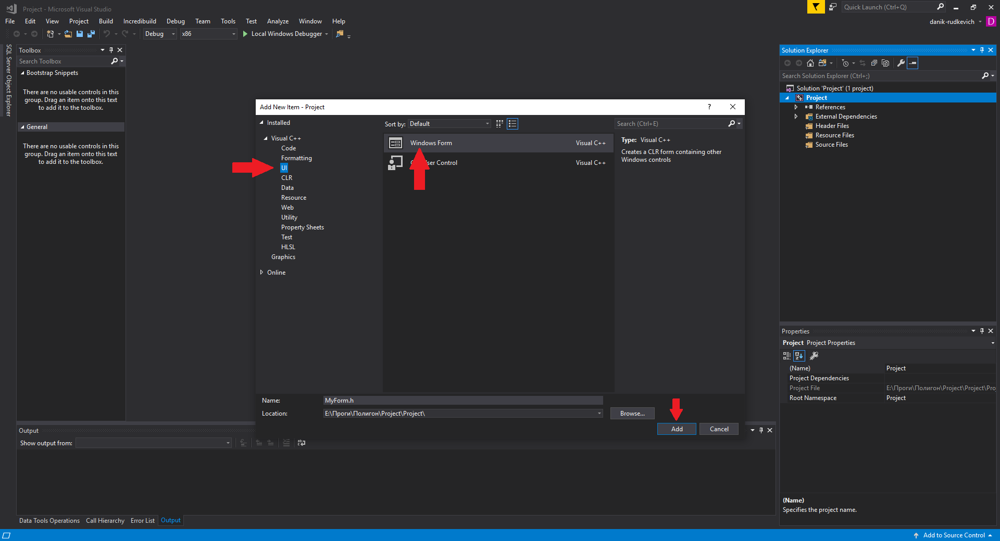 Project - Microsoft Visual Studio
Quick Launch (Ctrl+Q)
File Edit View Project Build Incredibuild Debug Team Tools Test Analyze Window Help
danik-rudkevich D
Debug x86 Local Windows Debugger
SQL Server Object Explorer
Toolbox
Search Toolbox
Bootstrap Snippets
There are no usable controls in this
group. Drag an item onto this text
to add it to the toolbox.
General
There are no usable controls in this
group. Drag an item onto this text
to add it to the toolbox.
Add New Item - Project
?
Installed
Visual C++
Code
Formatting
UI
CLR
Data
Resource
Web
Utility
Property Sheets
Test
HLSL
Graphics
Online
Sort by: Default
Search (Ctrl+E)
Windows Form Visual C++
User Control Visual C++
Type: Visual C++
Creates a CLR form containing other
Windows controls
Name: MyForm.h
Location: E:\Проги\Полигон\Project\Project\
Browse...
Add Cancel
Solution Explorer
Search Solution Explorer (Ctrl+;)
Solution 'Project' (1 project)
Project
References
External Dependencies
Header Files
Resource Files
Source Files
Properties
Project Project Properties
(Name) Project
Project Dependencies
Project File E:\Проги\Полигон\Project\Project\Proj
Root Namespace Project
(Name)
Specifies the project name.
Output
Show output from:
Data Tools Operations Call Hierarchy Error List Output
Add to Source Control